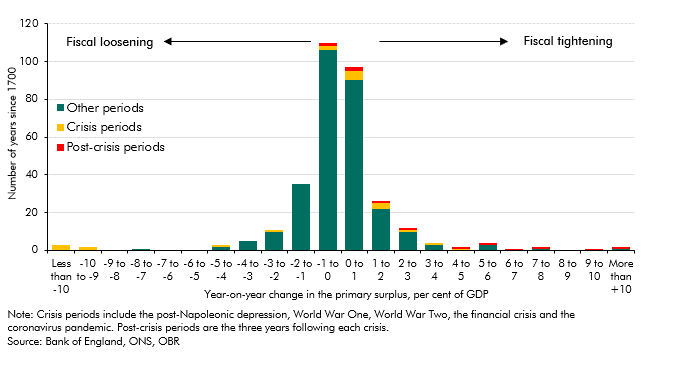 120
Fiscal loosening
Fiscal tightening
100
80
60
40
20
0
Number of years since 1700
Other periods
Crisis periods
Post-crisis periods
Less than -10
-10 to -9
-9 to -8
-8 to -7
-7 to -6
-6 to -5
-5 to -4
-4 to -3
-3 to -2
-2 to -1
-1 to 0
0 to 1
1 to 2
2 to 3
3 to 4
4 to 5
5 to 6
6 to 7
7 to 8
8 to 9
9 to 10
More than +10
Year-on-year change in the primary surplus, per cent of GDP
Note: Crisis periods include the post-Napoleonic depression, World War One, World War Two, the financial crisis and the
coronavirus pandemic. Post-crisis periods are the three years following each crisis.
Source: Bank of England, ONS, OBR